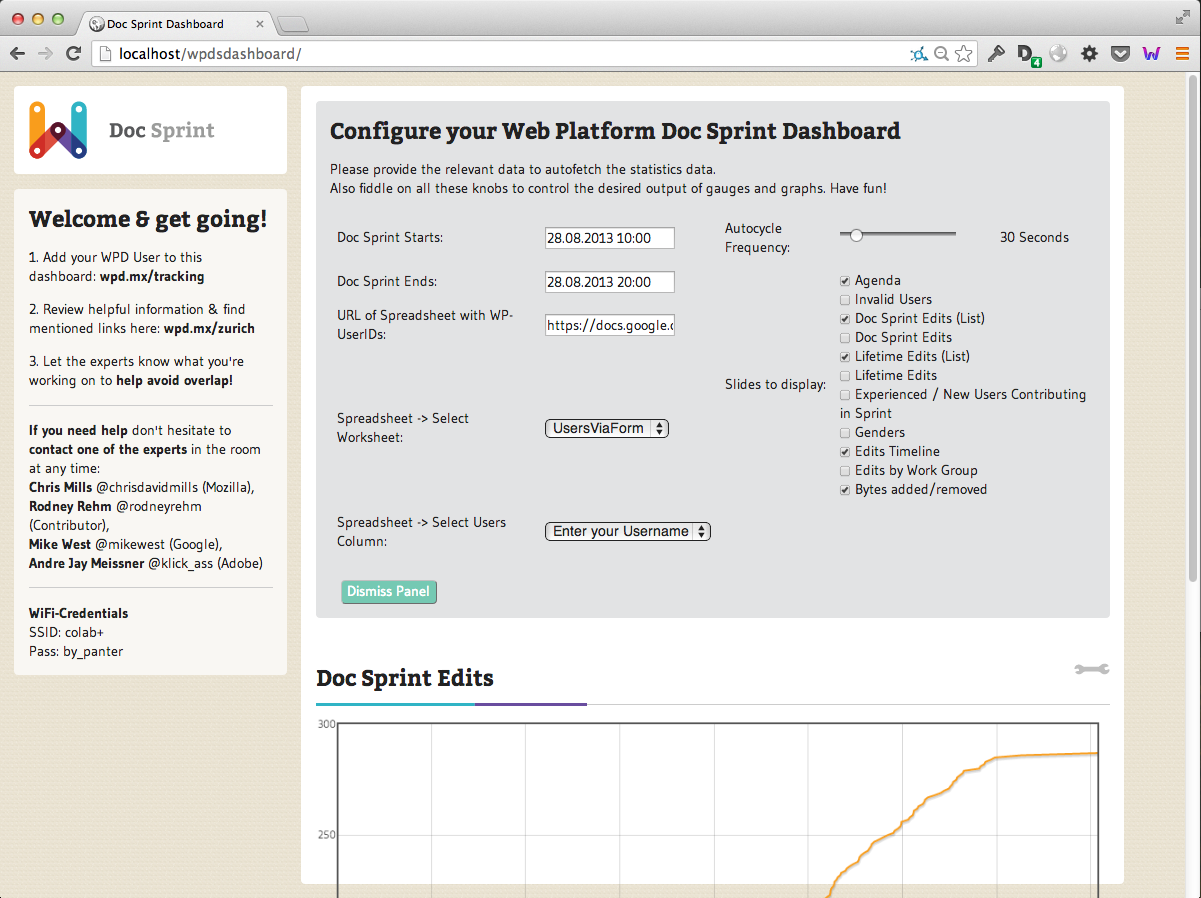 Doc Sprint Dashboard
localhost/wpdsdashboard/
4
Doc Sprint
Welcome & get going!
1. Add your WPD User to this
dashboard: wpd.mx/tracking
2. Review helpful information & find
mentioned links here: wpd.mx/zurich
3. Let the experts know what you're
working on to help avoid overlap!
If you need help don't hesitate to
contact one of the experts in the room
at any time:
Chris Mills @chrisdavidmills (Mozilla),
Rodney Rehm @rodneyrehm
(Contributor),
Mike West @mikewest (Google),
Andre Jay Meissner @klick_ass (Adobe)
WiFi-Credentials
SSID: colab+
Pass: by_panter
Configure your Web Platform Doc Sprint Dashboard
Please provide the relevant data to autofetch the statistics data.
Also fiddle on all these knobs to control the desired output of gauges and graphs. Have fun!
Doc Sprint Starts:
28.08.2013 10:00
Doc Sprint Ends:
28.08.2013 20:00
URL of Spreadsheet with WP-
UserIDs:
https://docs.google.c
Spreadsheet -> Select
Worksheet:
UsersViaForm
Spreadsheet -> Select Users
Column:
Enter your Username
Dismiss Panel
Autocycle
Frequency:
30 Seconds
Slides to display:
Agenda
Invalid Users
Doc Sprint Edits (List)
Doc Sprint Edits
Lifetime Edits (List)
Lifetime Edits
Experienced / New Users Contributing
in Sprint
Genders
Edits Timeline
Edits by Work Group
Bytes added/removed
Doc Sprint Edits
300
250